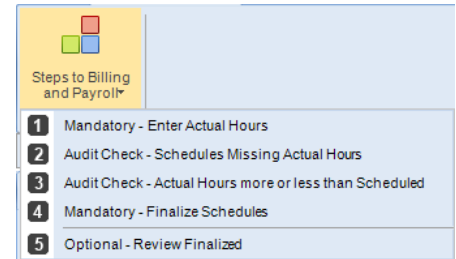 Steps to Billing
and Payroll
1 Mandatory - Enter Actual Hours
2 Audit Check - Schedules Missing Actual Hours
3 Audit Check - Actual Hours more or less than Scheduled
4 Mandatory - Finalize Schedules
5 Optional - Review Finalized